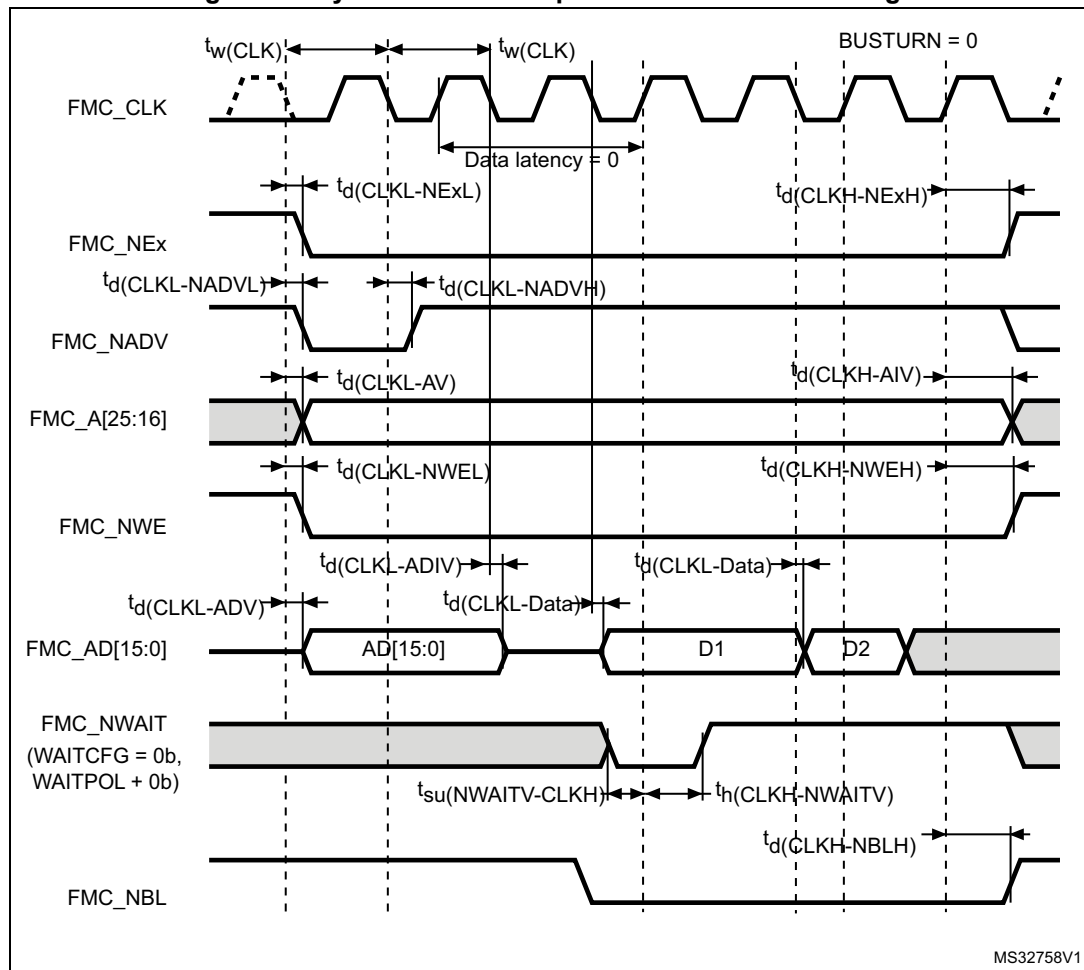 tw(CLK) tw(CLK) BUSTURN = 0
FMC_CLK
Data latency = 0
td(CLKL-NExL) td(CLKH-NExH)
FMC_NEx
td(CLKL-NADVL) td(CLKL-NADVH)
FMC_NADV
td(CLKL-AV) td(CLKH-AIV)
FMC_A[25:16]
td(CLKL-NWEL) td(CLKH-NWEH)
FMC_NWE
td(CLKL-ADIV) td(CLKL-Data)
td(CLKL-ADV) td(CLKL-Data)
FMC_AD[15:0] AD[15:0] D1 D2
FMC_NWAIT
(WAITCFG = 0b,
WAITPOL + 0b)
tsu(NWAITV-CLKH) th(CLKH-NWAITV)
td(CLKH-NBLH)
FMC_NBL
MS32758V1